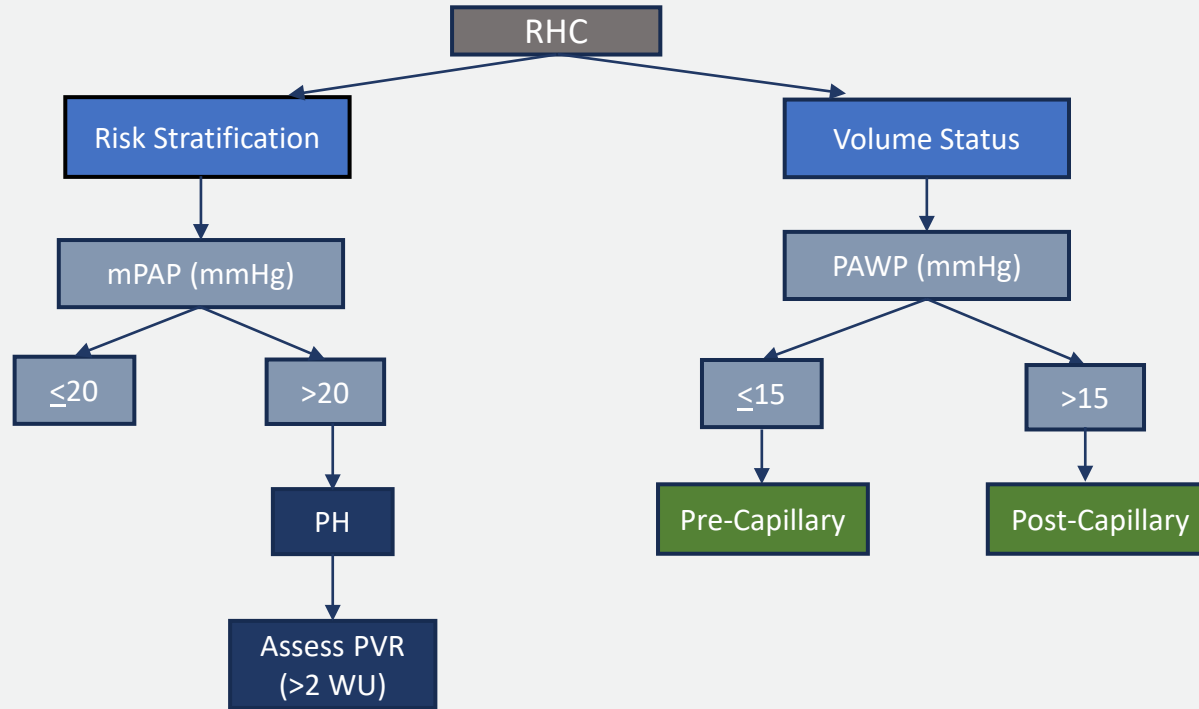 RHC
Risk Stratification
Volume Status
mPAP (mmHg)
PAWP (mmHg)
≤20
>20
≤15
>15
PH
Pre-Capillary
Post-Capillary
Assess PVR
(>2 WU)